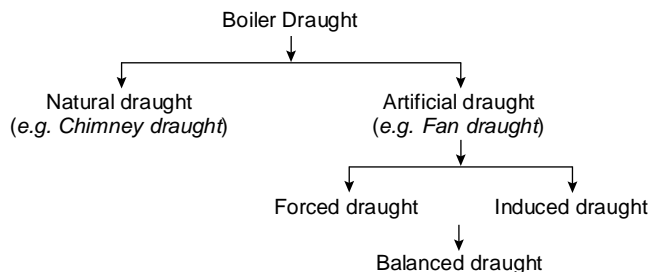 Boiler Draught
Natural draught
(e.g. Chimney draught)
Artificial draught
(e.g. Fan draught)
Forced draught
Induced draught
Balanced draught